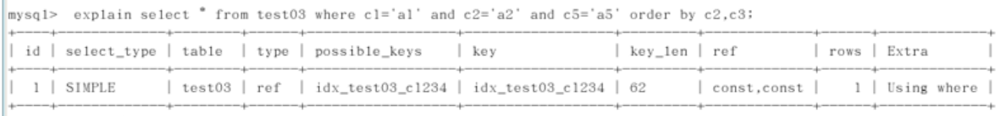 mysql>  explain select * from test03 where c1='a1' and c2='a2' and c5='a5' order by c2,c3;
+----+-------------+--------+------+-----------------+-----------------+---------+-------------+------+-------------+
| id | select_type | table | type | possible_keys | key | key_len | ref | rows | Extra |
+----+-------------+--------+------+-----------------+-----------------+---------+-------------+------+-------------+
| 1 | SIMPLE | test03 | ref | idx_test03_c1234 | idx_test03_c1234 | 62 | const,const | 1 | Using where |
+----+-------------+--------+------+-----------------+-----------------+---------+-------------+------+-------------+